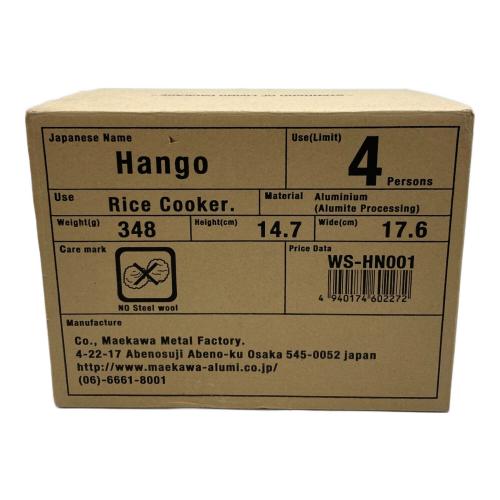 Japanese Name
Hango
Use(Limit)
4
Persons
Use
Rice Cooker.
Material
Aluminium
(Alumite Processing)
Weight(g)
348
Height(cm)
14.7
Wide(cm)
17.6
Care mark
NO Steel wool
Price Data
WS-HN001
4 940174 602272
Manufacture
Co., Maekawa Metal Factory.
4-22-17 Abenosuji Abeno-ku Osaka 545-0052 japan
http://www.maekawa-alumi.co.jp/
(06)-6661-8001